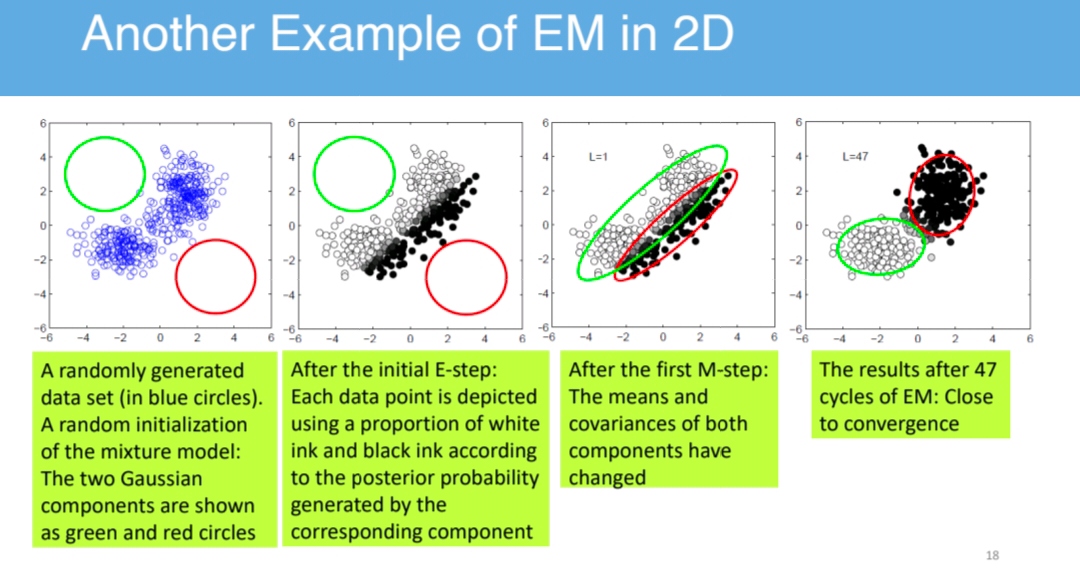 Another Example of EM in 2D
6
4
2
0
−2
−4
−6
−6 −4 −2 0 2 4 6
6
4
2
0
−2
−4
−6
−6 −4 −2 0 2 4 6
L=1
6
4
2
0
−2
−4
−6
−6 −4 −2 0 2 4 6
L=47
6
4
2
0
−2
−4
−6
−6 −4 −2 0 2 4 6
A randomly generated
data set (in blue circles).
A random initialization
of the mixture model:
The two Gaussian
components are shown
as green and red circles
After the initial E-step:
Each data point is depicted
using a proportion of white
ink and black ink according
to the posterior probability
generated by the
corresponding component
After the first M-step:
The means and
covariances of both
components have
changed
The results after 47
cycles of EM: Close
to convergence
18